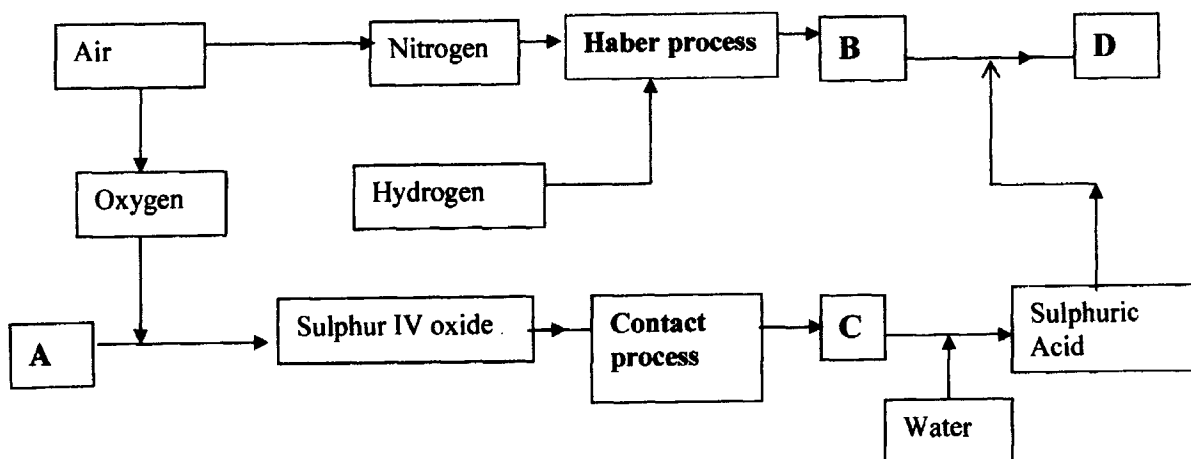 Air
Nitrogen
Haber process
B
D
Oxygen
Hydrogen
A
Sulphur IV oxide
Contact
process
C
Sulphuric
Acid
Water